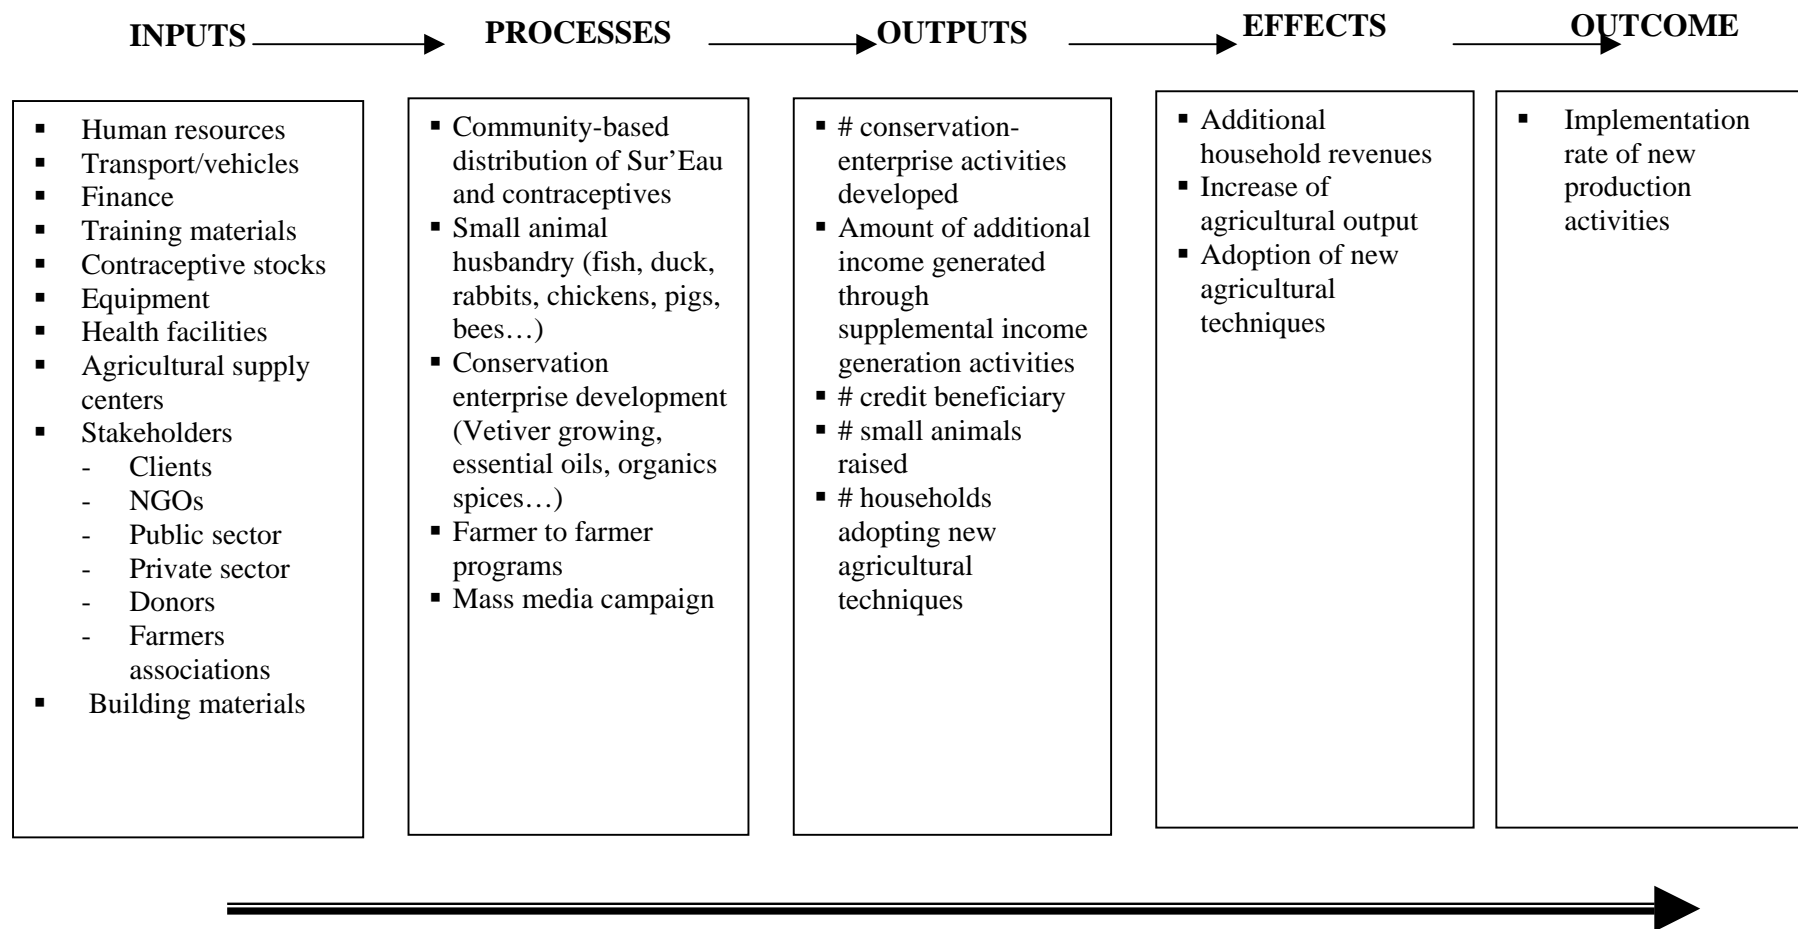 INPUTS
PROCESSES
OUTPUTS
EFFECTS
OUTCOME
▪ Human resources
▪ Transport/vehicles
▪ Finance
▪ Training materials
▪ Contraceptive stocks
▪ Equipment
▪ Health facilities
▪ Agricultural supply
centers
▪ Stakeholders
- Clients
- NGOs
- Public sector
- Private sector
- Donors
- Farmers
associations
▪ Building materials
▪ Community-based
distribution of Sur’Eau
and contraceptives
▪ Small animal
husbandry (fish, duck,
rabbits, chickens, pigs,
bees…)
▪ Conservation
enterprise development
(Vetiver growing,
essential oils, organics
spices…)
▪ Farmer to farmer
programs
▪ Mass media campaign
▪ # conservation-
enterprise activities
developed
▪ Amount of additional
income generated
through
supplemental income
generation activities
▪ # credit beneficiary
▪ # small animals
raised
▪ # households
adopting new
agricultural
techniques
▪ Additional
household revenues
▪ Increase of
agricultural output
▪ Adoption of new
agricultural
techniques
▪ Implementation
rate of new
production
activities